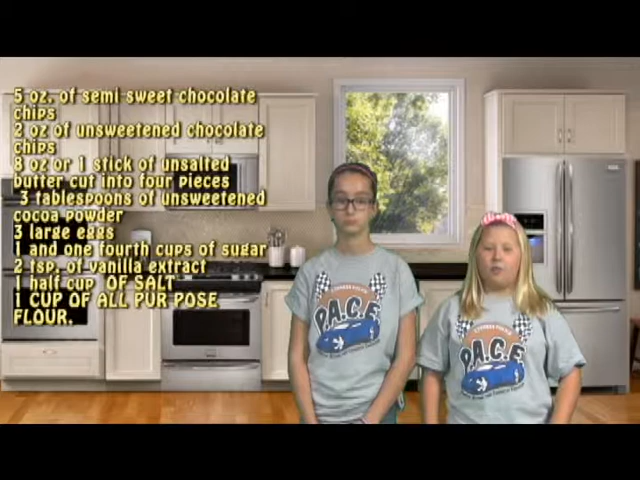 5 oz. of semi sweet chocolate
chips
2 oz of unsweetened chocolate
chips
8 oz or 1 stick of unsalted
butter cut into four pieces
3 tablespoons of unsweetened
cocoa powder
3 large eggs
1 and one fourth cups of sugar
2 tsp. of vanilla extract
1 half cup OF SALT
1 CUP OF ALL PUR POSE
FLOUR.
P.A.C.E
P.A.C.E